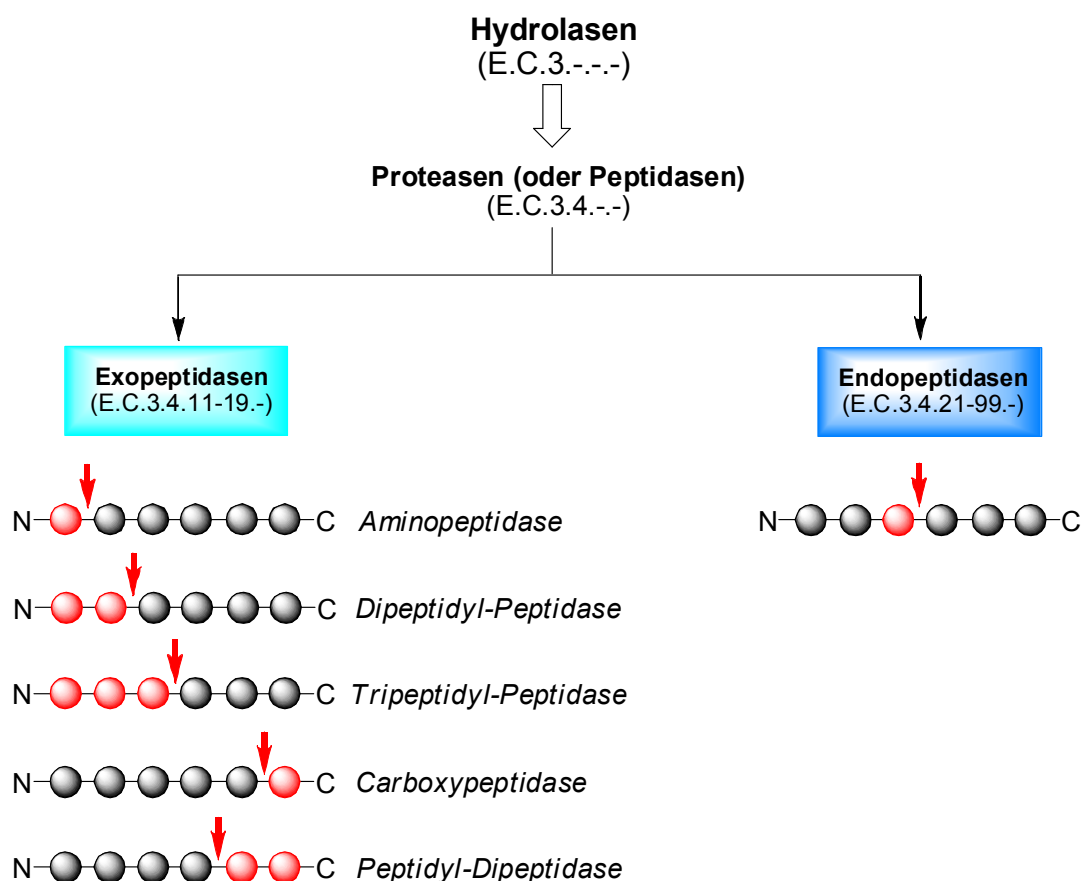 Hydrolasen
(E.C.3.-.-.-)
Proteasen (oder Peptidasen)
(E.C.3.4.-.-)
Exopeptidasen
(E.C.3.4.11-19.-)
Endopeptidasen
(E.C.3.4.21-99.-)
N C Aminopeptidase
N C
N C Dipeptidyl-Peptidase
N C Tripeptidyl-Peptidase
N C Carboxypeptidase
N C Peptidyl-Dipeptidase